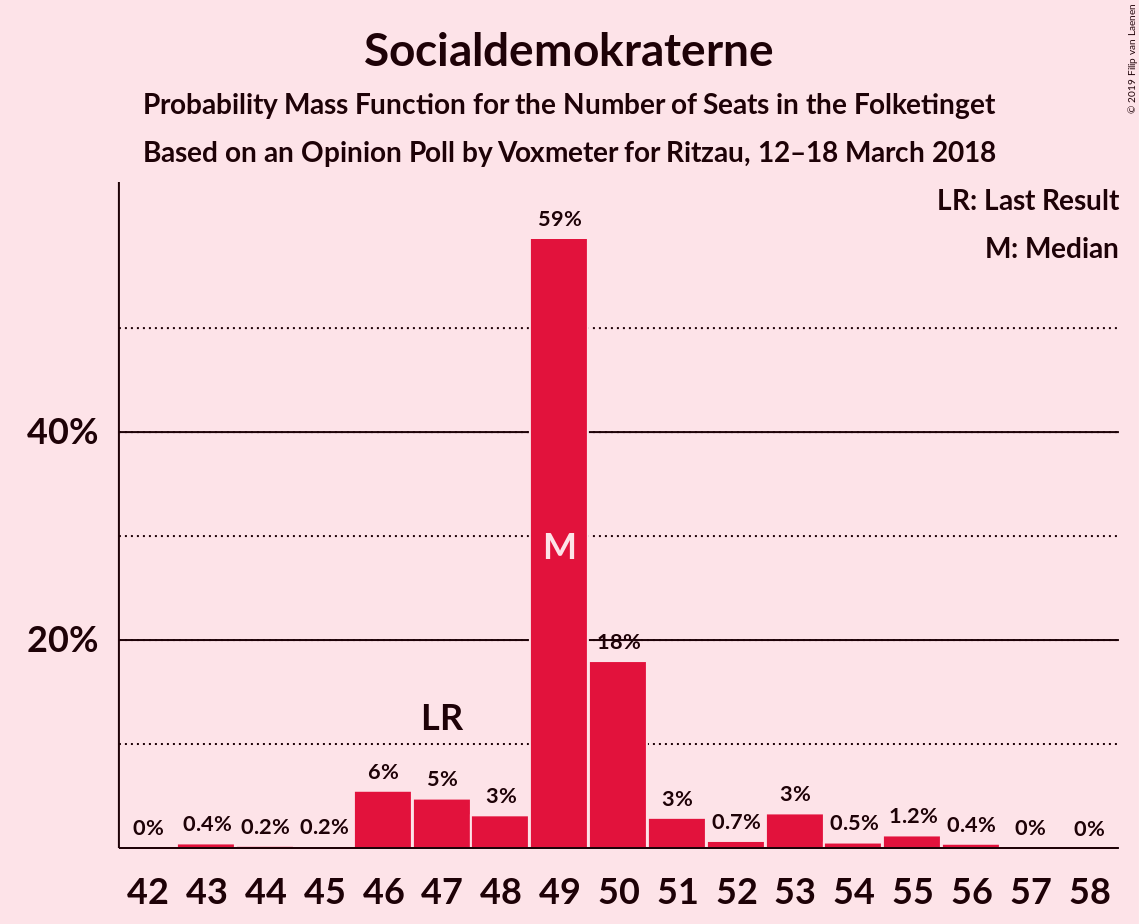 Socialdemokraterne
Probability Mass Function for the Number of Seats in the Folketinget
Based on an Opinion Poll by Voxmeter for Ritzau, 12–18 March 2018
© 2019 Filip van Laenen
LR: Last Result
M: Median
59%
40%
M
20%
18%
LR
0% 0.4% 0.2% 0.2% 6% 5% 3% 3% 0.7% 3% 0.5% 1.2% 0.4% 0% 0%
42 43 44 45 46 47 48 49 50 51 52 53 54 55 56 57 58